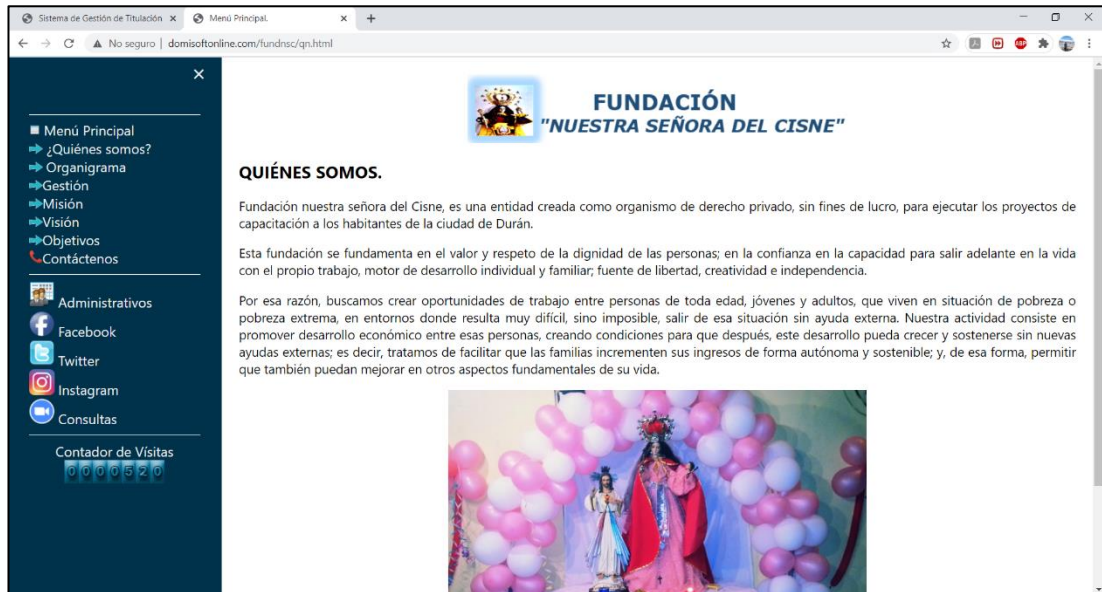 Sistema de Gestión de Titulación
Menú Principal.
No seguro | domisoftonline.com/fundnsc/qn.html
ABP
Menú Principal
¿Quiénes somos?
Organigrama
Gestión
Misión
Visión
Objetivos
Contáctenos
Administrativos
Facebook
Twitter
Instagram
Consultas
Contador de Vísitas
0000520
FUNDACIÓN
"NUESTRA SEÑORA DEL CISNE"
QUIÉNES SOMOS.
Fundación nuestra señora del Cisne, es una entidad creada como organismo de derecho privado, sin fines de lucro, para ejecutar los proyectos de
capacitación a los habitantes de la ciudad de Durán.
Esta fundación se fundamenta en el valor y respeto de la dignidad de las personas; en la confianza en la capacidad para salir adelante en la vida
con el propio trabajo, motor de desarrollo individual y familiar; fuente de libertad, creatividad e independencia.
Por esa razón, buscamos crear oportunidades de trabajo entre personas de toda edad, jóvenes y adultos, que viven en situación de pobreza o
pobreza extrema, en entornos donde resulta muy difícil, sino imposible, salir de esa situación sin ayuda externa. Nuestra actividad consiste en
promover desarrollo económico entre esas personas, creando condiciones para que después, este desarrollo pueda crecer y sostenerse sin nuevas
ayudas externas; es decir, tratamos de facilitar que las familias incrementen sus ingresos de forma autónoma y sostenible; y, de esa forma, permitir
que también puedan mejorar en otros aspectos fundamentales de su vida.